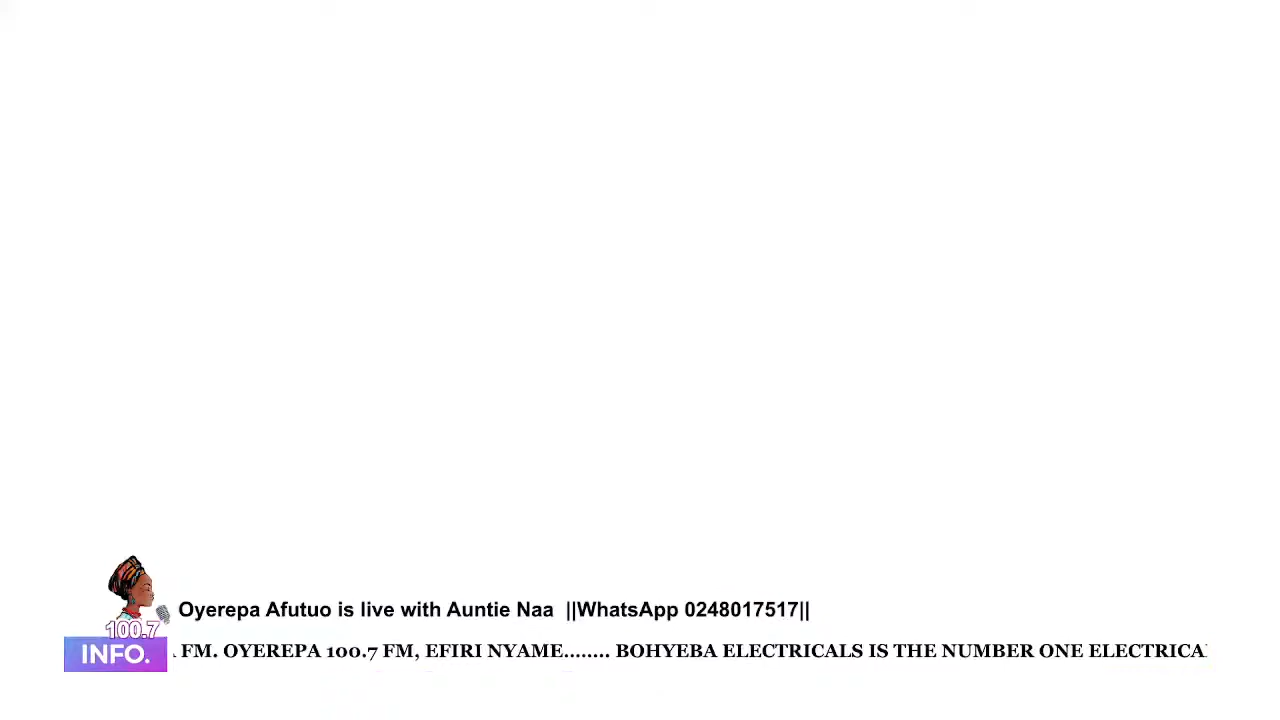 Oyerepa Afutuo is live with Auntie Naa ||WhatsApp 0248017517||
100.7
INFO.
FM. OYEREPA 100.7 FM, EFIRI NYAME........ BOHYEBA ELECTRICALS IS THE NUMBER ONE